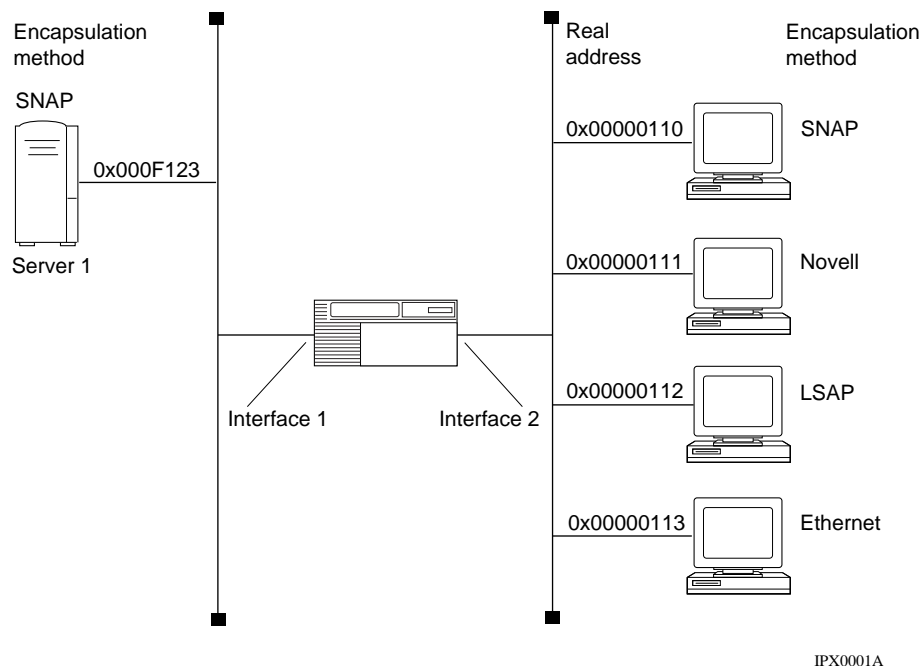 Encapsulation
method
SNAP
0x000F123
Server 1
Interface 1
Interface 2
Real
address
Encapsulation
method
0x00000110
SNAP
0x00000111
Novell
0x00000112
LSAP
0x00000113
Ethernet
IPX0001A